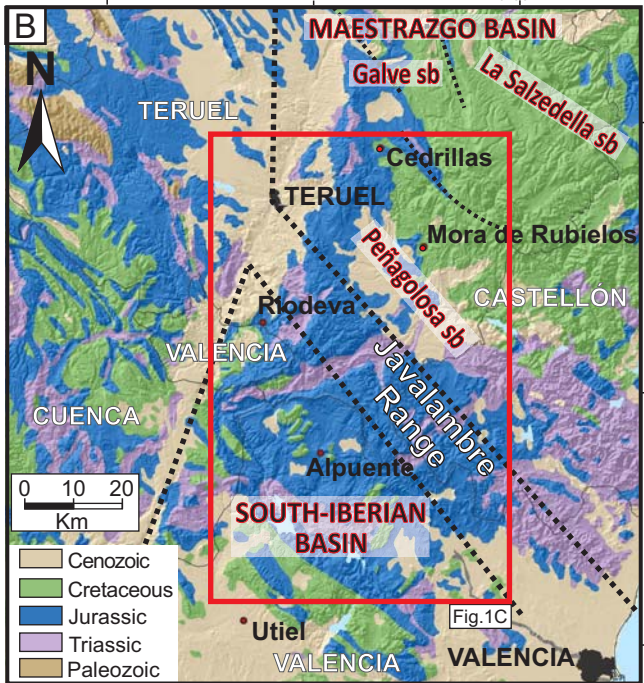 B
MAESTRAZGO BASIN
N
Galve sb
La Salzedella sb
TERUEL
Cedrillas
TERUEL
Mora de Rubielos
Peñagolosa sb
CASTELLÓN
Riodeva
VALENCIA
Javalambre
Range
CUENCA
Alpuente
0 10 20
Km
SOUTH-IBERIAN
BASIN
Cenozoic
Cretaceous
Jurassic
Triassic
Paleozoic
Fig.1C
Utiel
VALENCIA
VALENCIA